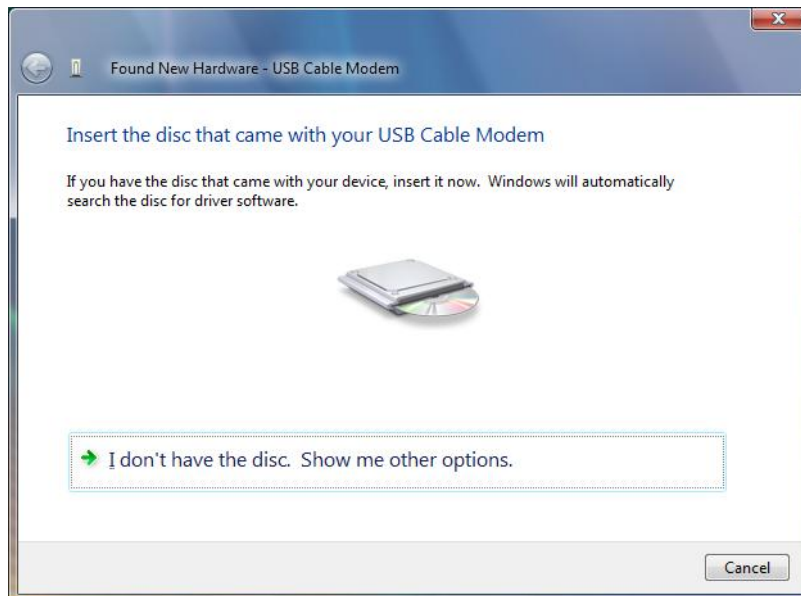 Found New Hardware - USB Cable Modem
Insert the disc that came with your USB Cable Modem
If you have the disc that came with your device, insert it now.  Windows will automatically
search the disc for driver software.
I don't have the disc.  Show me other options.
Cancel